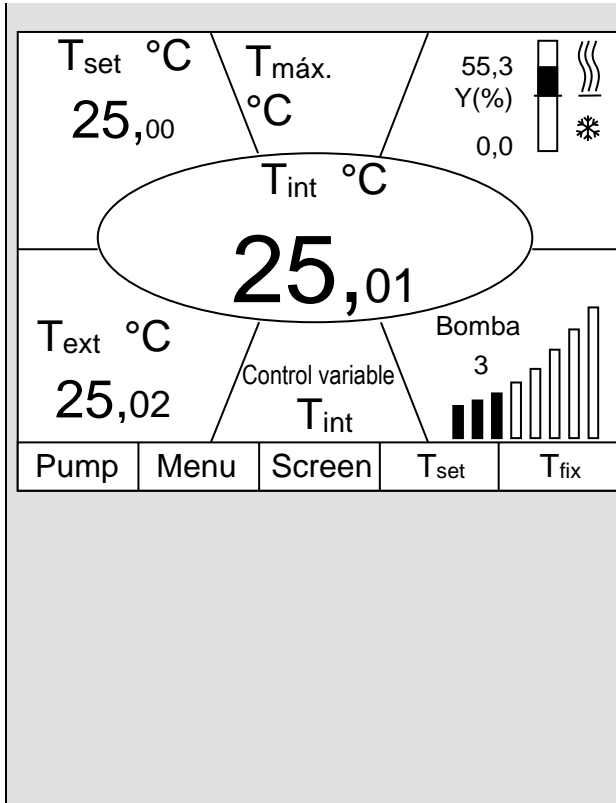 Tset °C
25,00
Tmáx.
°C
55,3
Y(%)
0,0
Tint °C
25,01
Text °C
25,02
Control variable
Tint
Bomba
3
Pump Menu Screen Tset Tfix